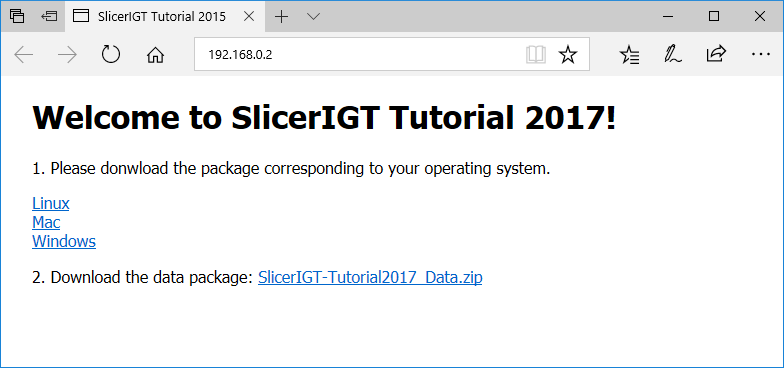 SlicerIGT Tutorial 2015
192.168.0.2
Welcome to SlicerIGT Tutorial 2017!
1. Please donwload the package corresponding to your operating system.
Linux
Mac
Windows
2. Download the data package: SlicerIGT-Tutorial2017_Data.zip